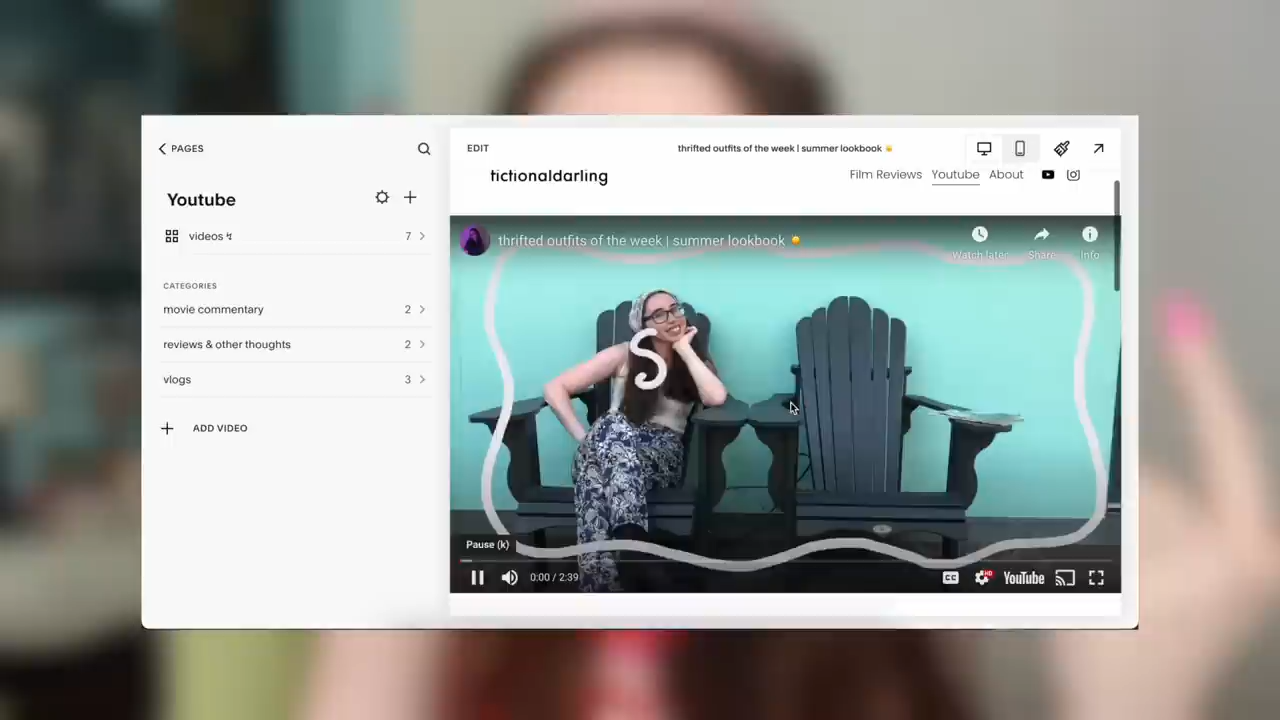 PAGES
Youtube
videos ↯ 7
CATEGORIES
movie commentary 2
reviews & other thoughts 2
vlogs 3
ADD VIDEO
EDIT
thrifted outfits of the week | summer lookbook ☀️
fictionaldarling
Film Reviews Youtube About
thrifted outfits of the week | summer lookbook ☀️
Watch later Share Info
S
Pause (k)
0:00 / 2:39
CC HD YouTube